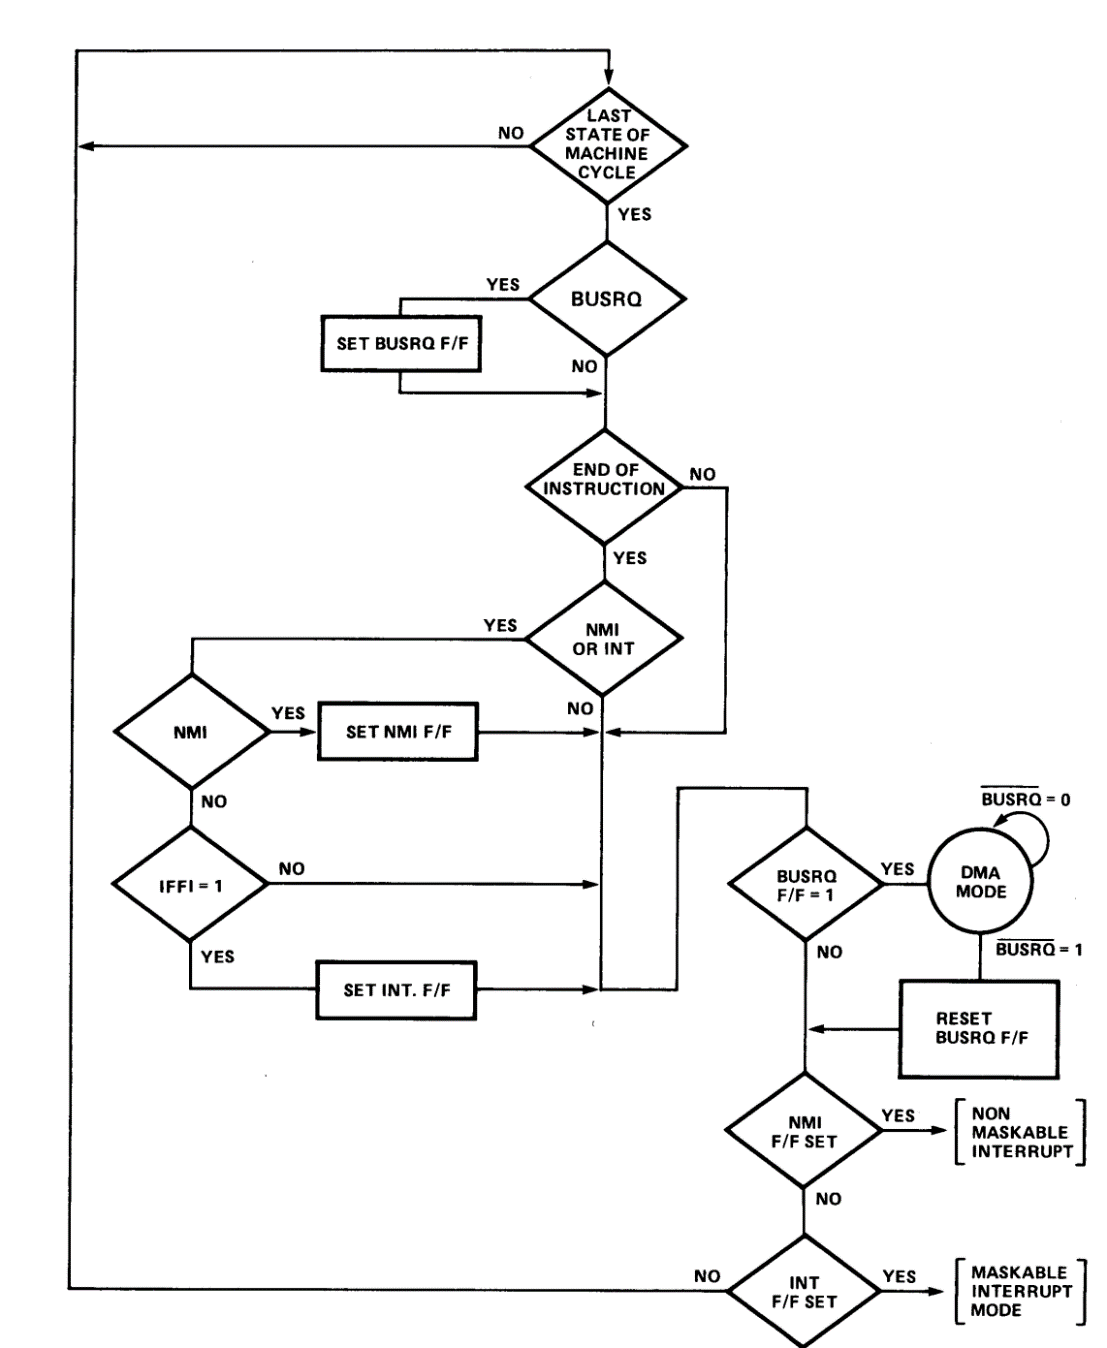 LAST
STATE OF
MACHINE
CYCLE
NO
YES
BUSRQ
YES
SET BUSRQ F/F
NO
END OF
INSTRUCTION
NO
YES
NMI
OR INT
YES
NO
NMI
YES
SET NMI F/F
NO
IFFI = 1
NO
YES
SET INT. F/F
BUSRQ
F/F = 1
YES
BUSRQ = 0
DMA
MODE
BUSRQ = 1
NO
RESET
BUSRQ F/F
NMI
F/F SET
YES
NON
MASKABLE
INTERRUPT
NO
INT
F/F SET
NO
YES
MASKABLE
INTERRUPT
MODE